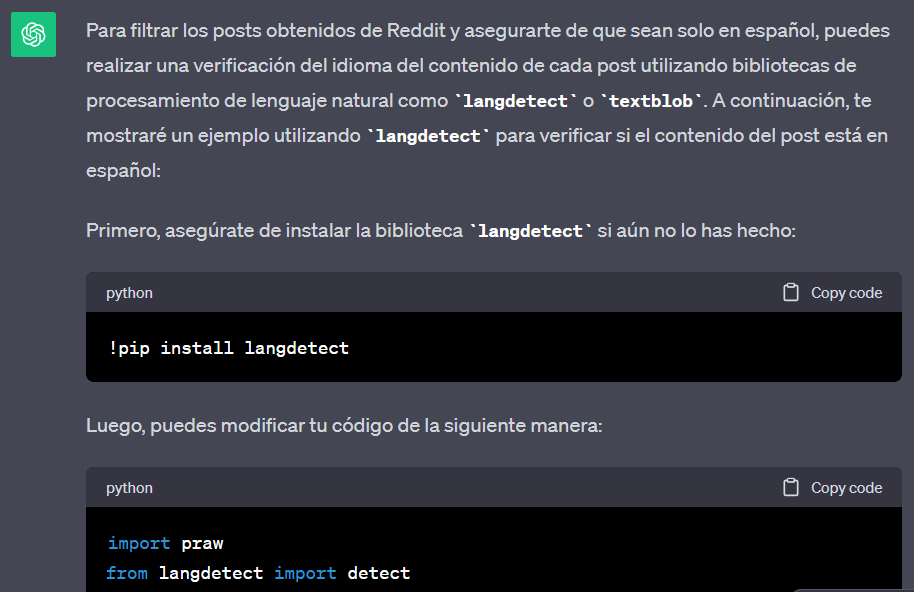 Para filtrar los posts obtenidos de Reddit y asegurarte de que sean solo en español, puedes
realizar una verificación del idioma del contenido de cada post utilizando bibliotecas de
procesamiento de lenguaje natural como `langdetect` o `textblob`. A continuación, te
mostraré un ejemplo utilizando `langdetect` para verificar si el contenido del post está en
español:
Primero, asegúrate de instalar la biblioteca `langdetect` si aún no lo has hecho:
python Copy code
!pip install langdetect
Luego, puedes modificar tu código de la siguiente manera:
python Copy code
import praw
from langdetect import detect